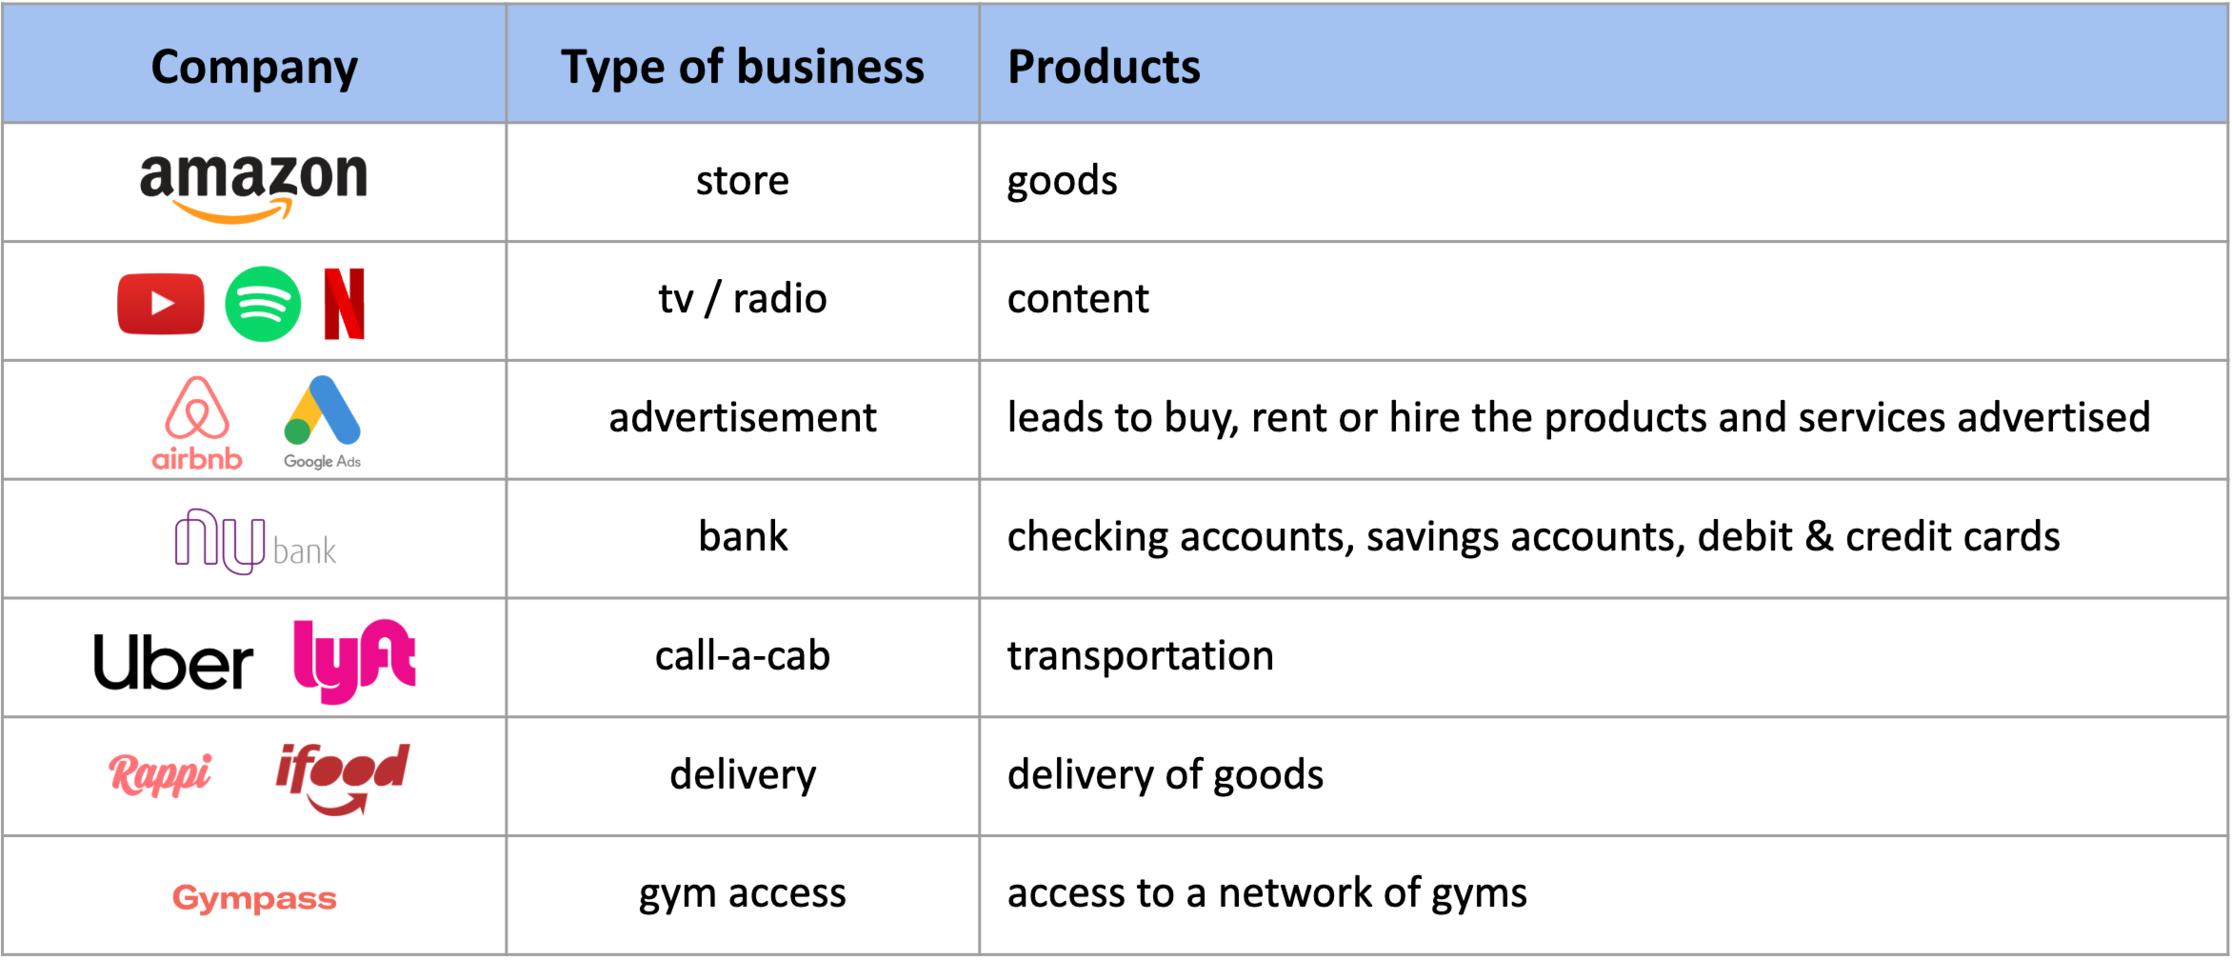 Company Type of business Products
amazon store goods
N tv / radio content
airbnb Google Ads advertisement leads to buy, rent or hire the products and services advertised
nu bank bank checking accounts, savings accounts, debit & credit cards
Uber lyft call-a-cab transportation
Rappi ifood delivery delivery of goods
Gympass gym access access to a network of gyms